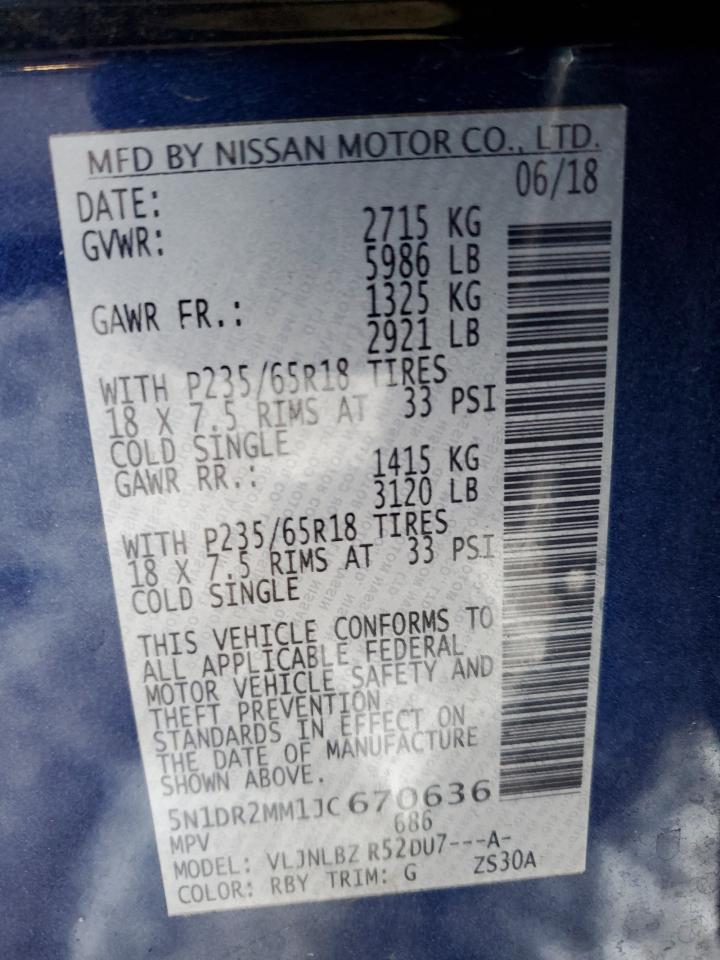 MFD BY NISSAN MOTOR CO., LTD.
DATE: 06/18
GVWR: 2715 KG
5986 LB
GAWR FR.: 1325 KG
2921 LB
WITH P235/65R18 TIRES
18 X 7.5 RIMS AT 33 PSI
COLD SINGLE
GAWR RR.: 1415 KG
3120 LB
WITH P235/65R18 TIRES
18 X 7.5 RIMS AT 33 PSI
COLD SINGLE
THIS VEHICLE CONFORMS TO
ALL APPLICABLE FEDERAL
MOTOR VEHICLE SAFETY AND
THEFT PREVENTION
STANDARDS IN EFFECT ON
THE DATE OF MANUFACTURE
SHOWN ABOVE.
5N1DR2MM1JC670636
MPV 686
MODEL: VLJNLBZ R52DU7---A-
COLOR: RBY TRIM: G ZS30A